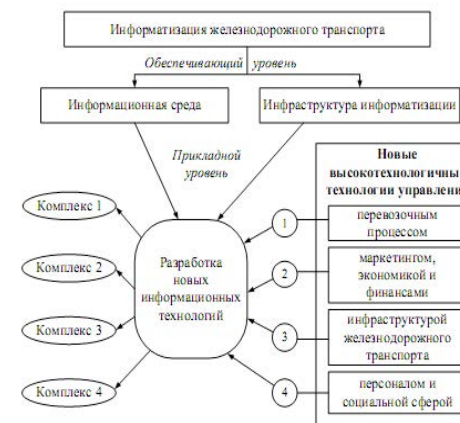 Информатизация железнодорожного транспорта
Обеспечивающий уровень
Информационная среда
Инфраструктура информатизации
Прикладной
уровень
Новые
высокотехнологичны
технологии управлени
Комплекс 1
Комплекс 2
Комплекс 3
Комплекс 4
Разработка
новых
информационных
технологий
1
перевозочным
процессом
2
маркетингом,
экономикой и
финансами
3
инфраструктурой
железнодорожного
транспорта
4
персоналом и
социальной сферой